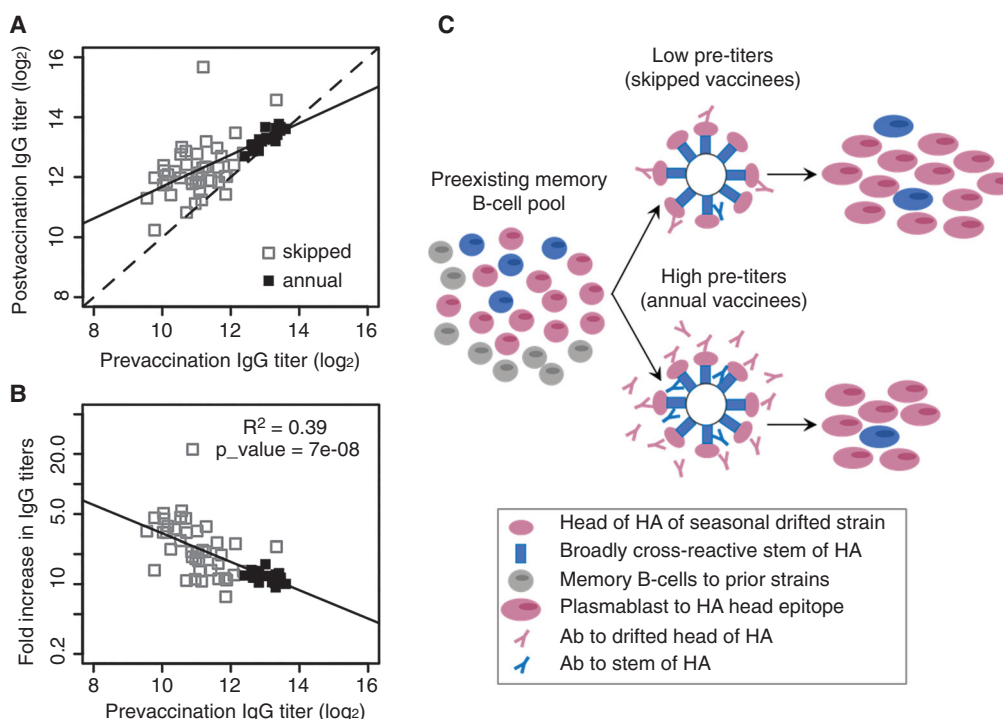 A
Postvaccination IgG titer (log2)
16
14
12
10
8
skipped
annual
8 10 12 14 16
Prevaccination IgG titer (log2)
B
Fold increase in IgG titers
20.0
5.0
10
0.2
R2 = 0.39
p_value = 7e-08
8 10 12 14 16
Prevaccination IgG titer (log2)
C
Low pre-titers
(skipped vaccinees)
Preexisting memory
B-cell pool
High pre-titers
(annual vaccinees)
Head of HA of seasonal drifted strain
Broadly cross-reactive stem of HA
Memory B-cells to prior strains
Plasmablast to HA head epitope
Ab to drifted head of HA
Ab to stem of HA